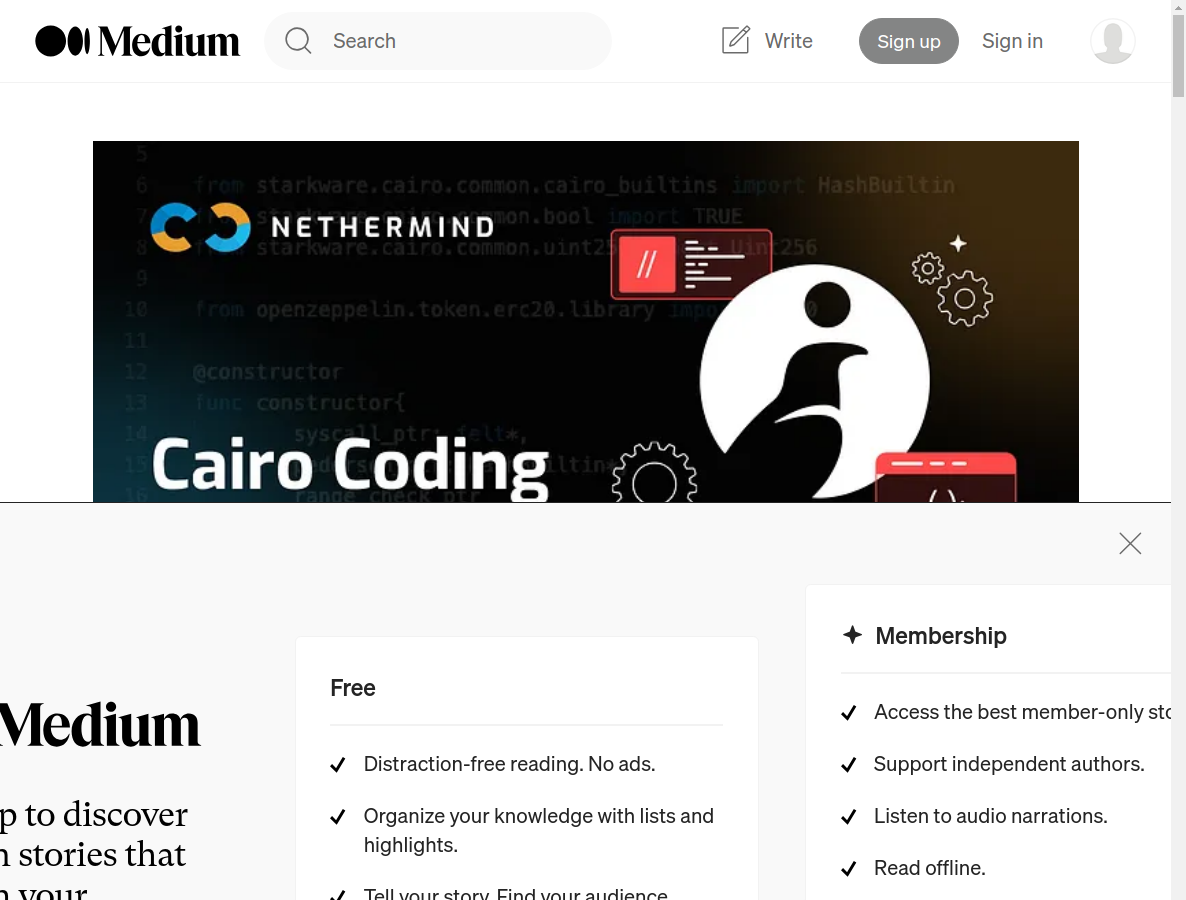 Medium
Search
Write
Sign up
Sign in
5
6 from starkware.cairo.common.cairo_builtins import HashBuiltin
7 from starkware.cairo.common.bool import TRUE
NETHERMIND
8 from starkware.cairo.common.uint256 import Uint256
//
9
10 from openzeppelin.token.erc20.library import
11
12 @constructor
13 func constructor{
14 syscall_ptr: felt*,
Cairo Coding
15
16 range_check_ptr
Membership
Access the best member-only sto
Support independent authors.
Listen to audio narrations.
Read offline.
Free
Distraction-free reading. No ads.
Organize your knowledge with lists and
highlights.
Tell your story. Find your audience.
Medium
p to discover
n stories that
n your